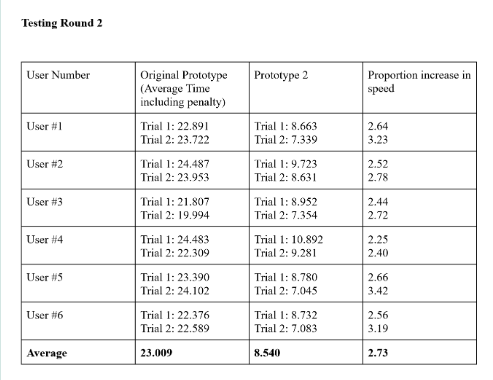 Testing Round 2
User Number Original Prototype Prototype 2 Proportion increase in
(Average Time speed
including penalty)
User #1 Trial 1: 22.891 Trial 1: 8.663 2.64
Trial 2: 23.722 Trial 2: 7.339 3.23
User #2 Trial 1: 24.487 Trial 1: 9.723 2.52
Trial 2: 23.953 Trial 2: 8.631 2.78
User #3 Trial 1: 21.807 Trial 1: 8.952 2.44
Trial 2: 19.994 Trial 2: 7.354 2.72
User #4 Trial 1: 24.483 Trial 1: 10.892 2.25
Trial 2: 22.309 Trial 2: 9.281 2.40
User #5 Trial 1: 23.390 Trial 1: 8.780 2.66
Trial 2: 24.102 Trial 2: 7.045 3.42
User #6 Trial 1: 22.376 Trial 1: 8.732 2.56
Trial 2: 22.589 Trial 2: 7.083 3.19
Average 23.009 8.540 2.73